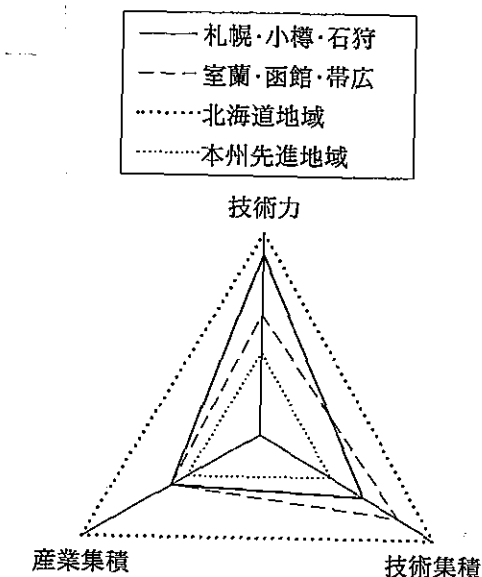 札幌・小樽・石狩
室蘭・函館・帯広
北海道地域
本州先進地域
技術力
産業集積
技術集積